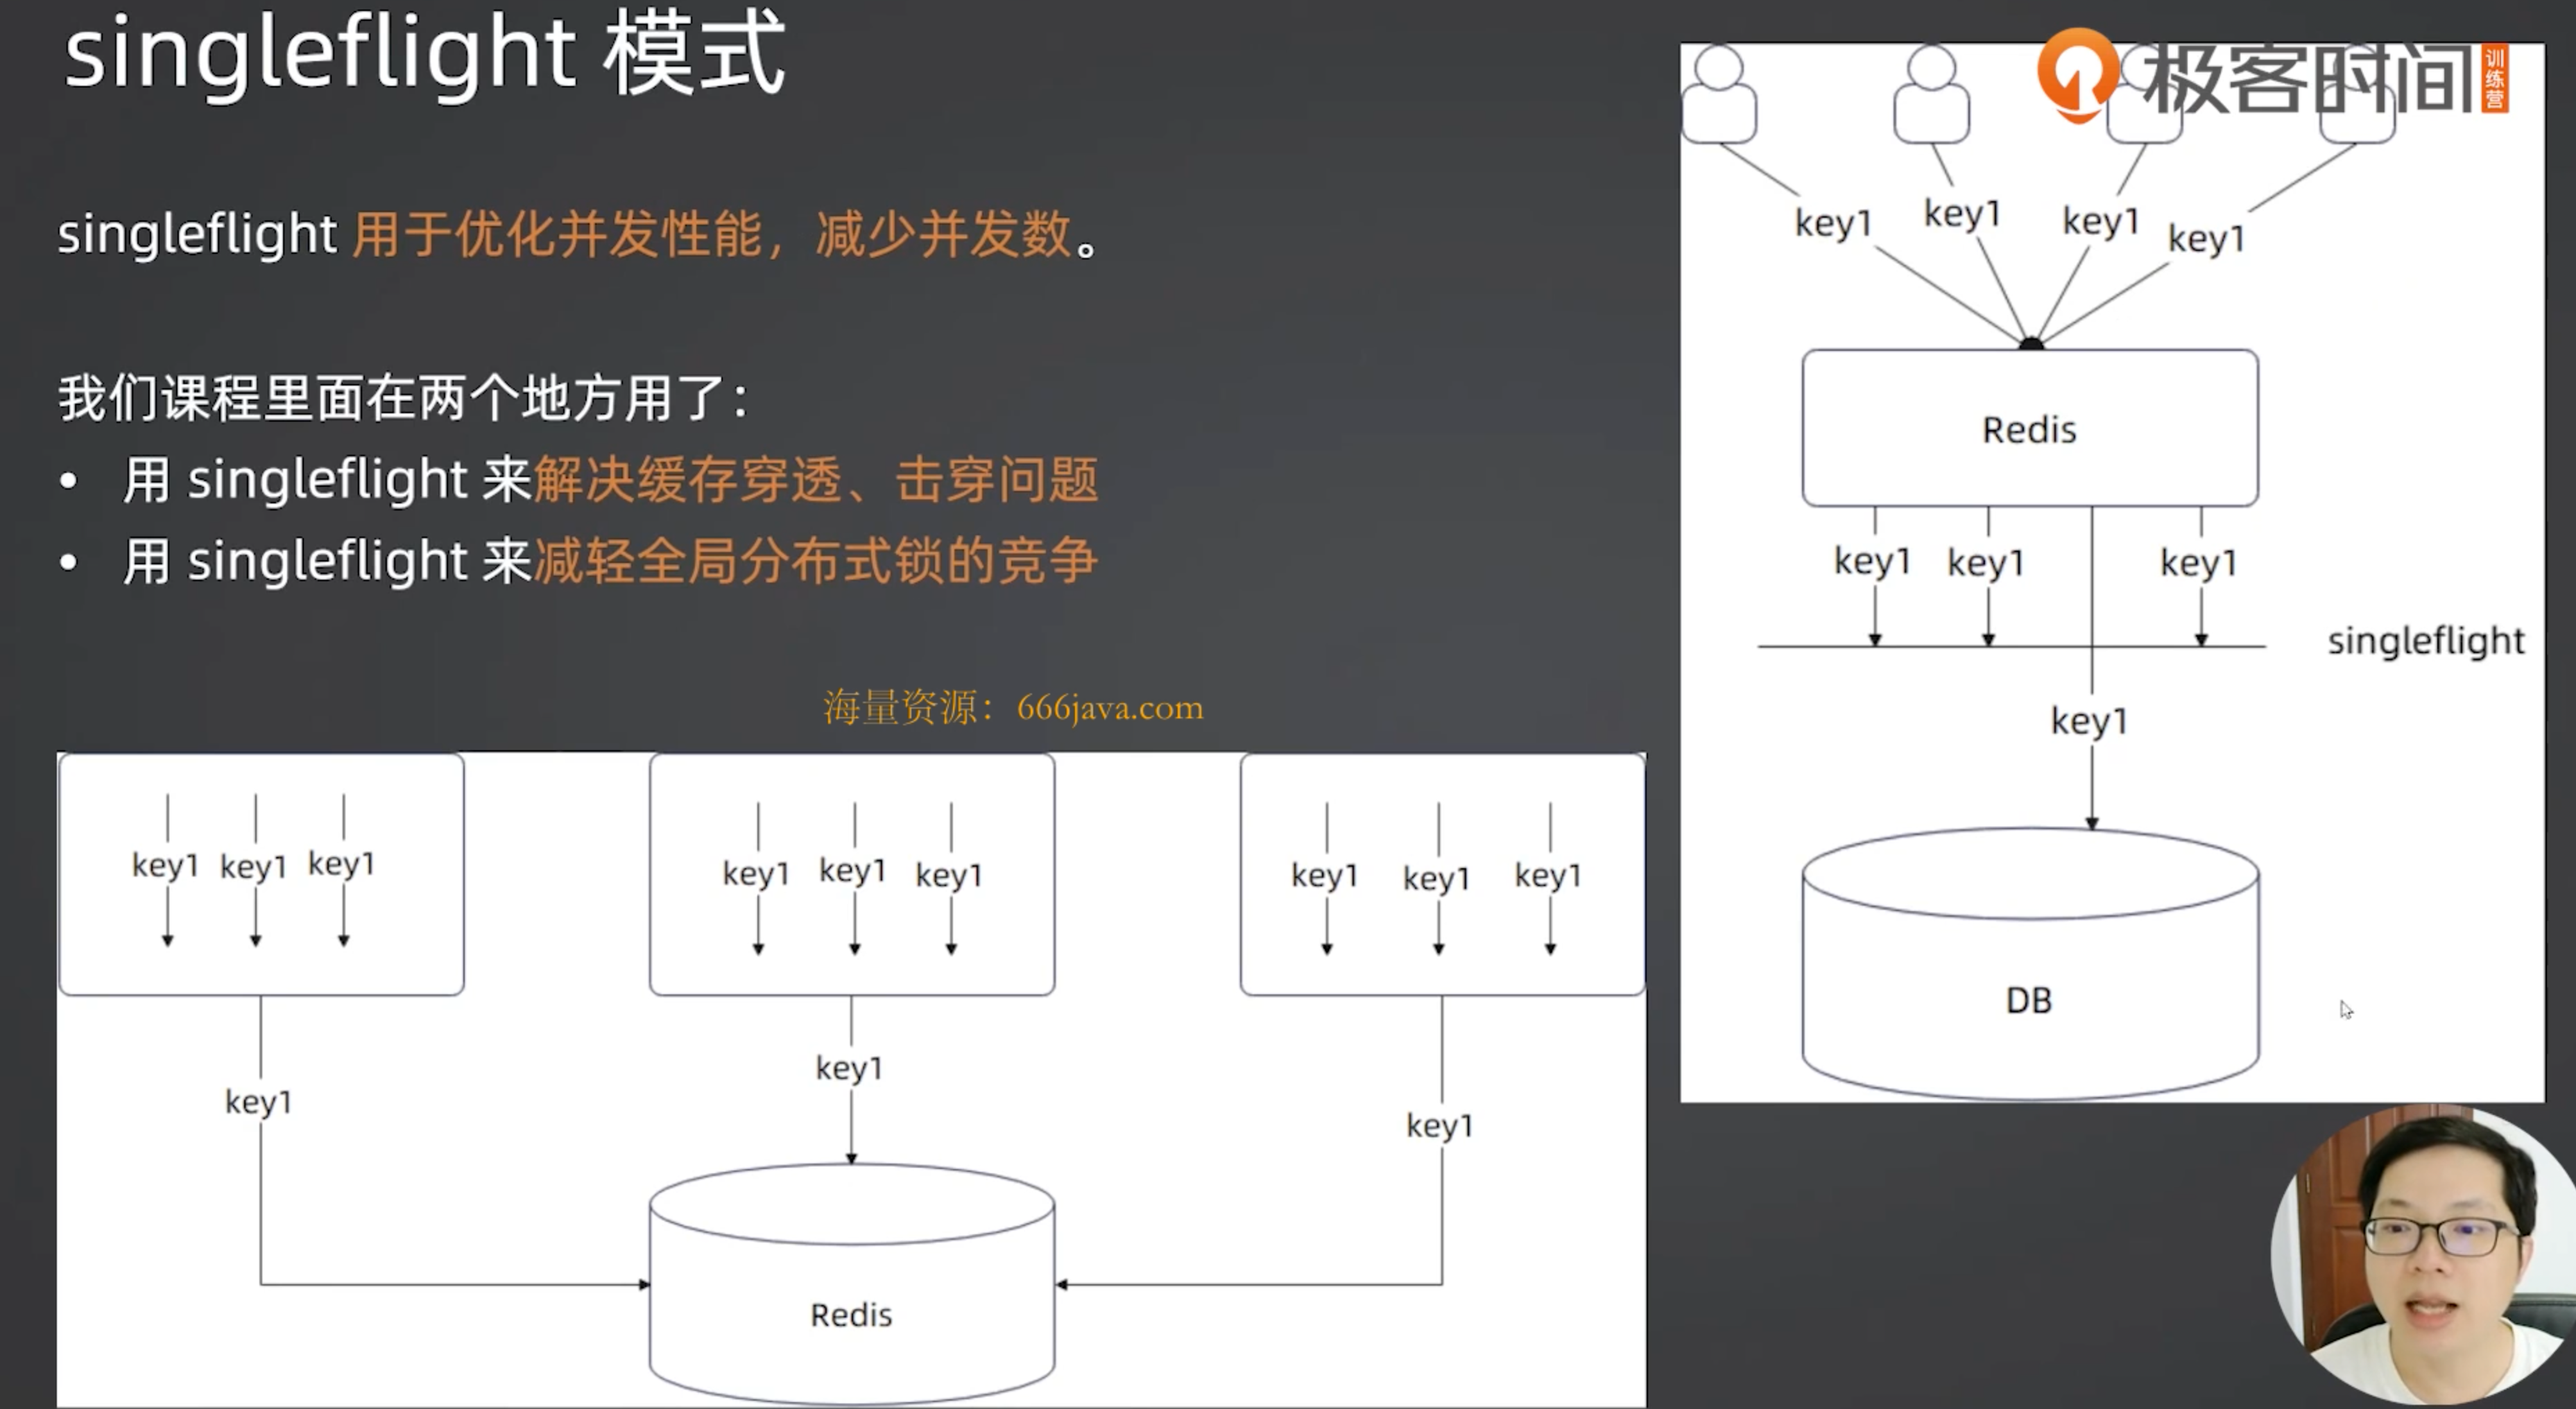 singleflight 模式
极客时间
训练营
singleflight 用于优化并发性能，减少并发数。
我们课程里面在两个地方用了：
• 用 singleflight 来解决缓存穿透、击穿问题
• 用 singleflight 来减轻全局分布式锁的竞争
海量资源：666java.com
key1 key1 key1
key1 key1 key1
key1 key1 key1
key1
key1
key1
Redis
key1 key1 key1 key1
Redis
key1 key1 key1
singleflight
key1
DB